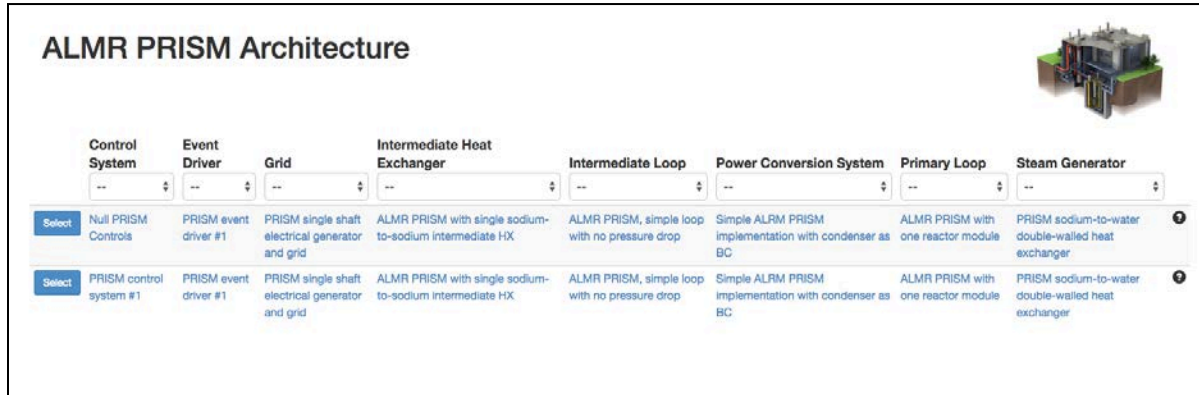 ALMR PRISM Architecture
Control System
Event Driver
Grid
Intermediate Heat Exchanger
Intermediate Loop
Power Conversion System
Primary Loop
Steam Generator
--
--
--
--
--
--
--
--
Select
Null PRISM Controls
PRISM event driver #1
PRISM single shaft electrical generator and grid
ALMR PRISM with single sodium-to-sodium intermediate HX
ALMR PRISM, simple loop with no pressure drop
Simple ALRM PRISM implementation with condenser as BC
ALMR PRISM with one reactor module
PRISM sodium-to-water double-walled heat exchanger
?
Select
PRISM control system #1
PRISM event driver #1
PRISM single shaft electrical generator and grid
ALMR PRISM with single sodium-to-sodium intermediate HX
ALMR PRISM, simple loop with no pressure drop
Simple ALRM PRISM implementation with condenser as BC
ALMR PRISM with one reactor module
PRISM sodium-to-water double-walled heat exchanger
?